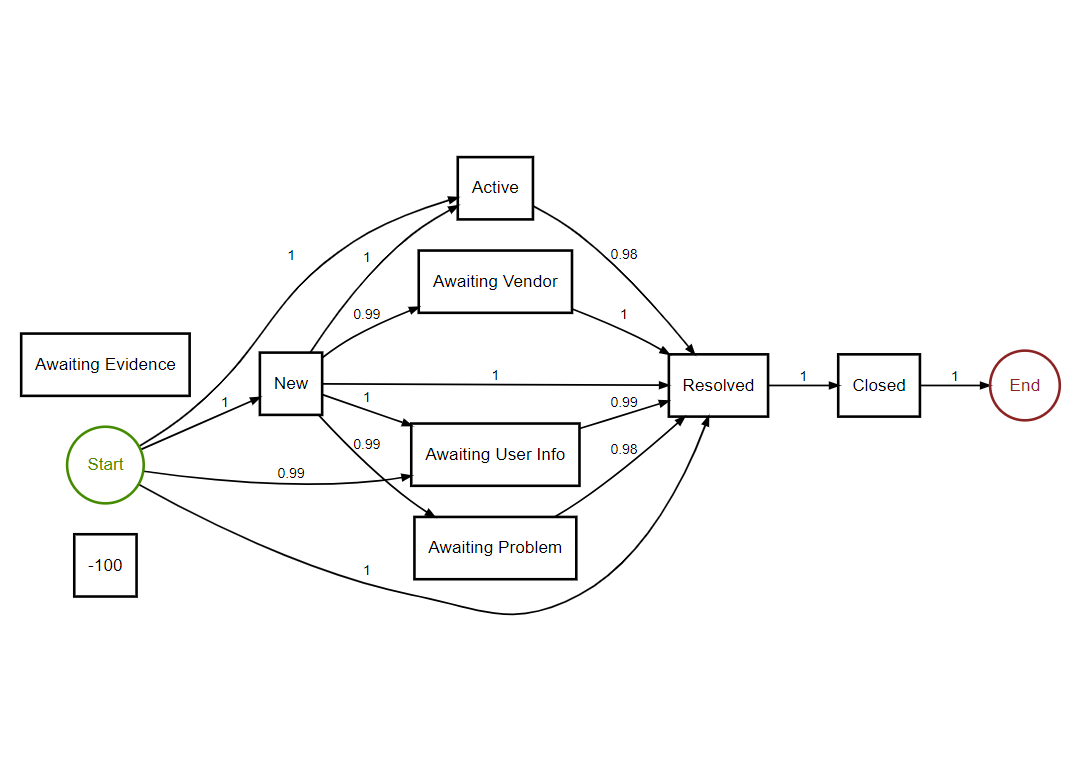 Active
1
1
0.98
Awaiting Vendor
0.99
1
Awaiting Evidence
New
1
Resolved
1
Closed
1
End
1
1
0.99
Awaiting User Info
0.99
0.98
Start
0.99
Awaiting Problem
-100
1